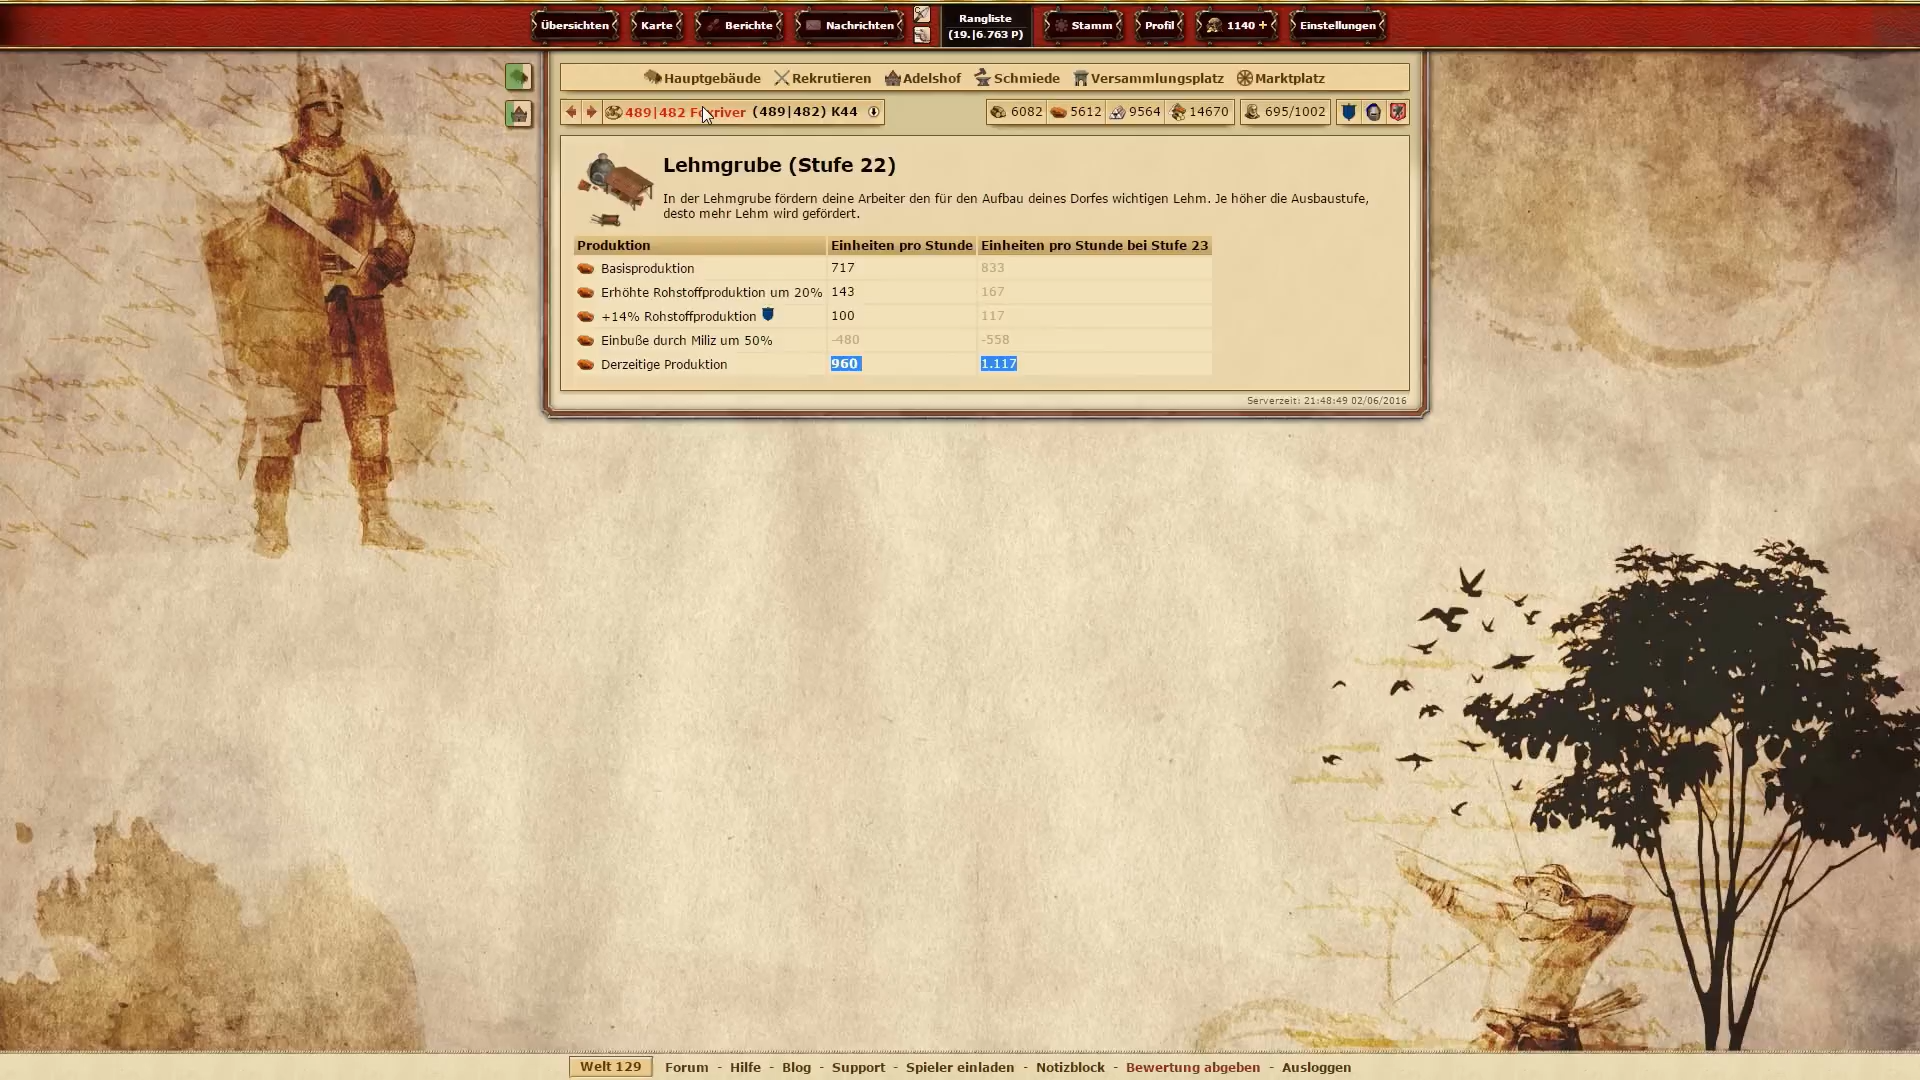 Übersichten Karte Berichte Nachrichten Rangliste (19.|6.763 P) Stamm Profil 1140 + Einstellungen
Hauptgebäude Rekrutieren Adelshof Schmiede Versammlungsplatz Marktplatz
489|482 (489|482) K44 6082 5612 9564 14670 695/1002
Lehmgrube (Stufe 22)
In der Lehmgrube fördern deine Arbeiter den für den Aufbau deines Dorfes wichtigen Lehm. Je höher die Ausbaustufe,
desto mehr Lehm wird gefördert.
Produktion Einheiten pro Stunde Einheiten pro Stunde bei Stufe 23
Basisproduktion 717 833
Erhöhte Rohstoffproduktion um 20% 143 167
+14% Rohstoffproduktion 100 117
Einbuße durch Miliz um 50% -480 -558
Derzeitige Produktion 960 1.117
Serverzeit: 21:48:49 02/06/2016
Welt 129 Forum - Hilfe - Blog - Support - Spieler einladen - Notizblock - Bewertung abgeben - Ausloggen